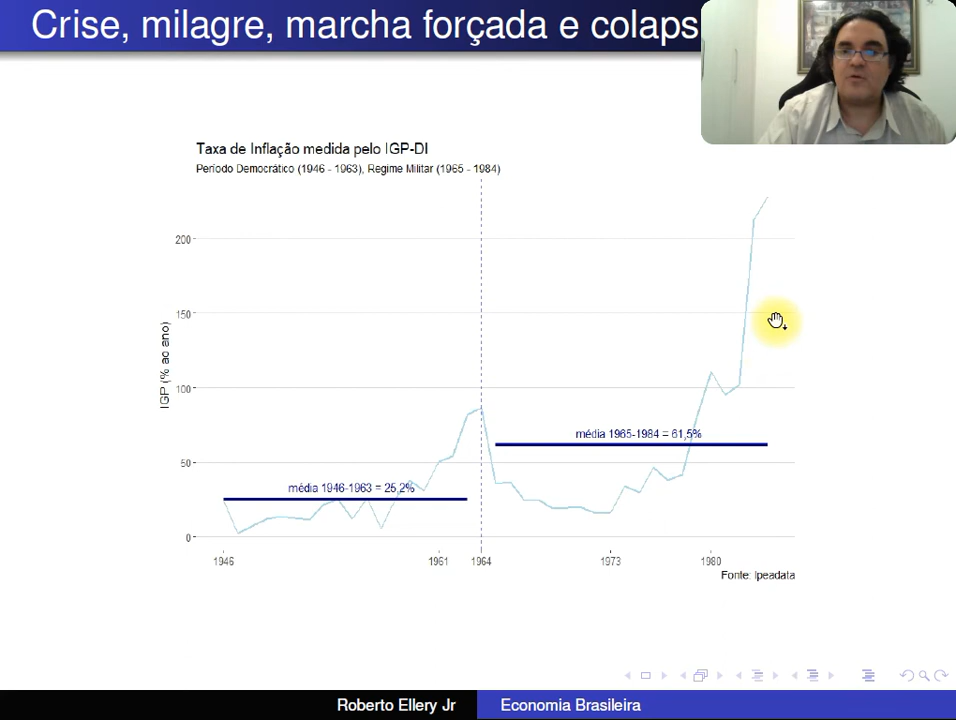 Crise, milagre, marcha forçada e colaps
Taxa de Inflação medida pelo IGP-DI
Período Democrático (1946 - 1963), Regime Militar (1965 - 1984)
IGP (% ao ano)
200
150
100
50
0
média 1965-1984 = 61,5%
média 1946-1963 = 25,2%
1946 1961 1964 1973 1980
Fonte: Ipeadata
Roberto Ellery Jr Economia Brasileira